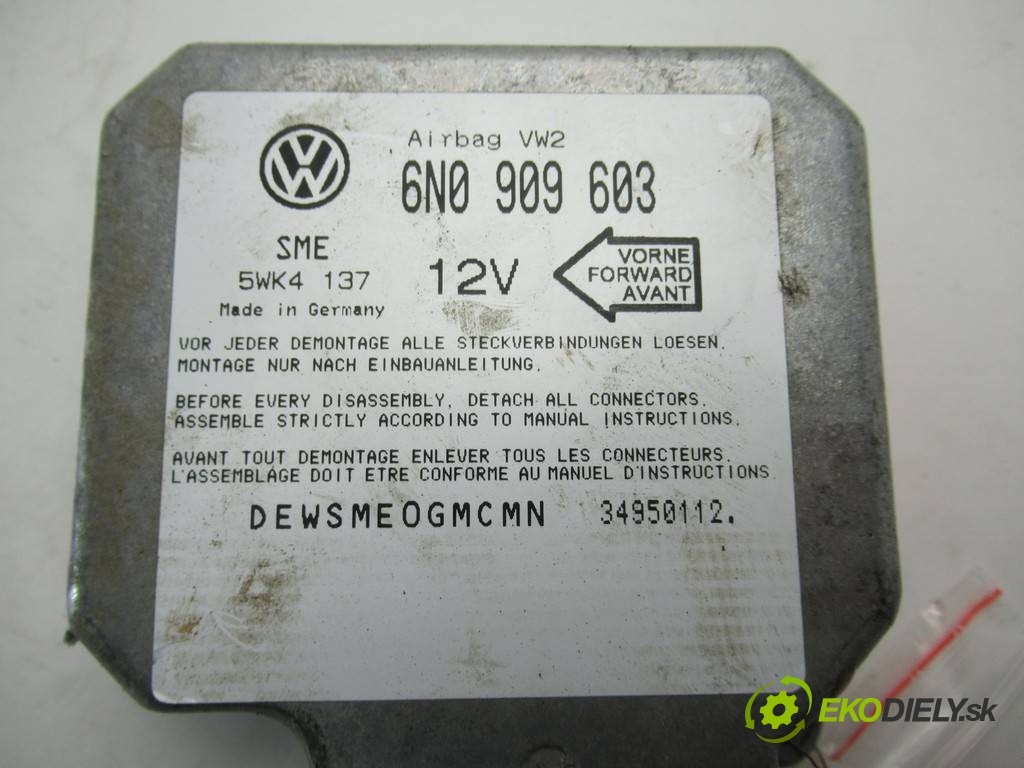 Airbag VW2
6N0 909 603
SME
5WK4 137
Made in Germany
12V
VORNE
FORWARD
AVANT
VOR JEDER DEMONTAGE ALLE STECKVERBINDUNGEN LOESEN.
MONTAGE NUR NACH EINBAUANLEITUNG.
BEFORE EVERY DISASSEMBLY, DETACH ALL CONNECTORS.
ASSEMBLE STRICTLY ACCORDING TO MANUAL INSTRUCTIONS.
AVANT TOUT DEMONTAGE ENLEVER TOUS LES CONNECTEURS.
L'ASSEMBLAGE DOIT ETRE CONFORME AU MANUEL D'INSTRUCTIONS
DEWSMEOGMCMN 34950112.
EKODIELY.sk